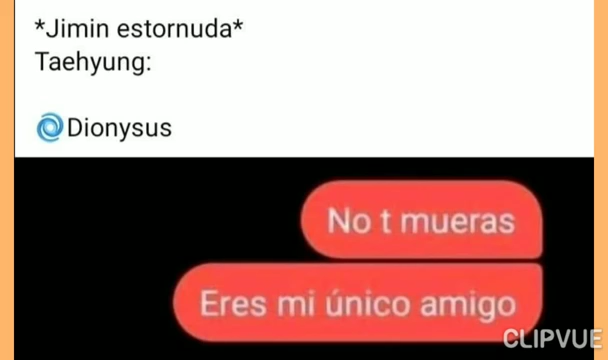 *Jimin estornuda*
Taehyung:
Dionysus
No t mueras
Eres mi único amigo
CLIPVUE